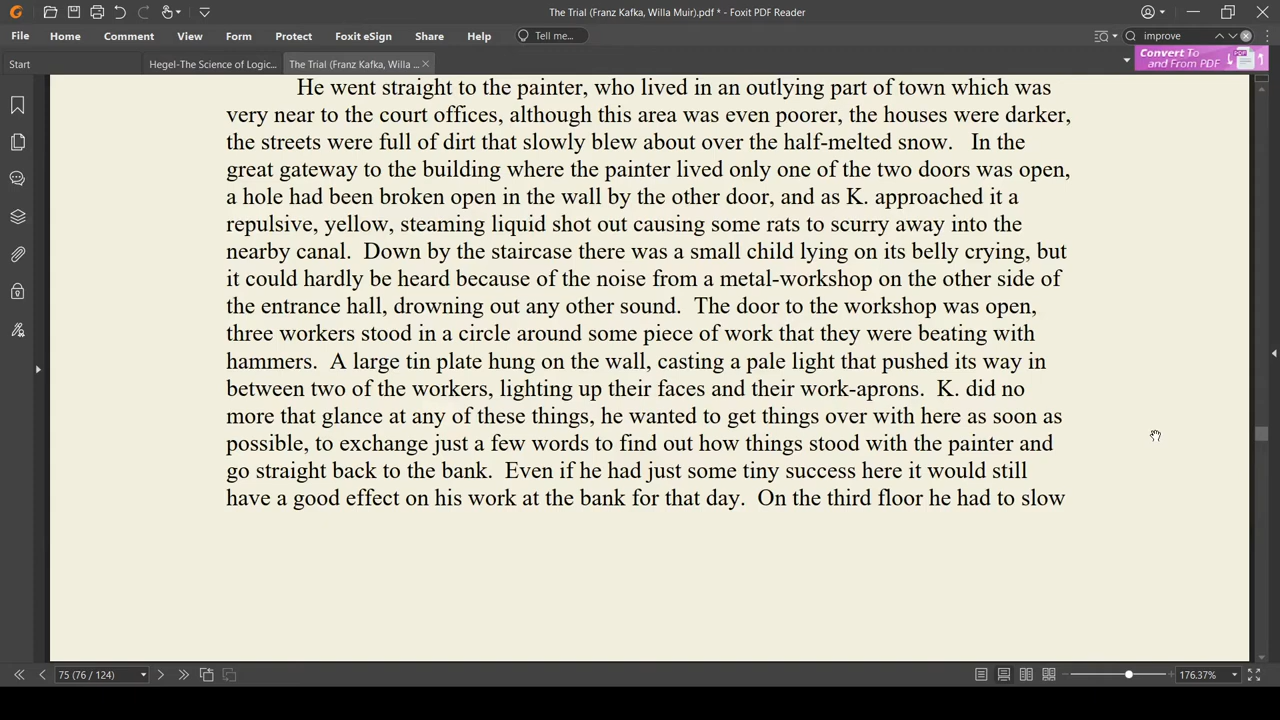 The Trial (Franz Kafka, Willa Muir).pdf * - Foxit PDF Reader
File Home Comment View Form Protect Foxit eSign Share Help Tell me... improve
Start Hegel-The Science of Logic... The Trial (Franz Kafka, Willa ... Convert To
and From PDF
He went straight to the painter, who lived in an outlying part of town which was
very near to the court offices, although this area was even poorer, the houses were darker,
the streets were full of dirt that slowly blew about over the half-melted snow. In the
great gateway to the building where the painter lived only one of the two doors was open,
a hole had been broken open in the wall by the other door, and as K. approached it a
repulsive, yellow, steaming liquid shot out causing some rats to scurry away into the
nearby canal. Down by the staircase there was a small child lying on its belly crying, but
it could hardly be heard because of the noise from a metal-workshop on the other side of
the entrance hall, drowning out any other sound. The door to the workshop was open,
three workers stood in a circle around some piece of work that they were beating with
hammers. A large tin plate hung on the wall, casting a pale light that pushed its way in
between two of the workers, lighting up their faces and their work-aprons. K. did no
more that glance at any of these things, he wanted to get things over with here as soon as
possible, to exchange just a few words to find out how things stood with the painter and
go straight back to the bank. Even if he had just some tiny success here it would still
have a good effect on his work at the bank for that day. On the third floor he had to slow
75 (76 / 124) 176.37%